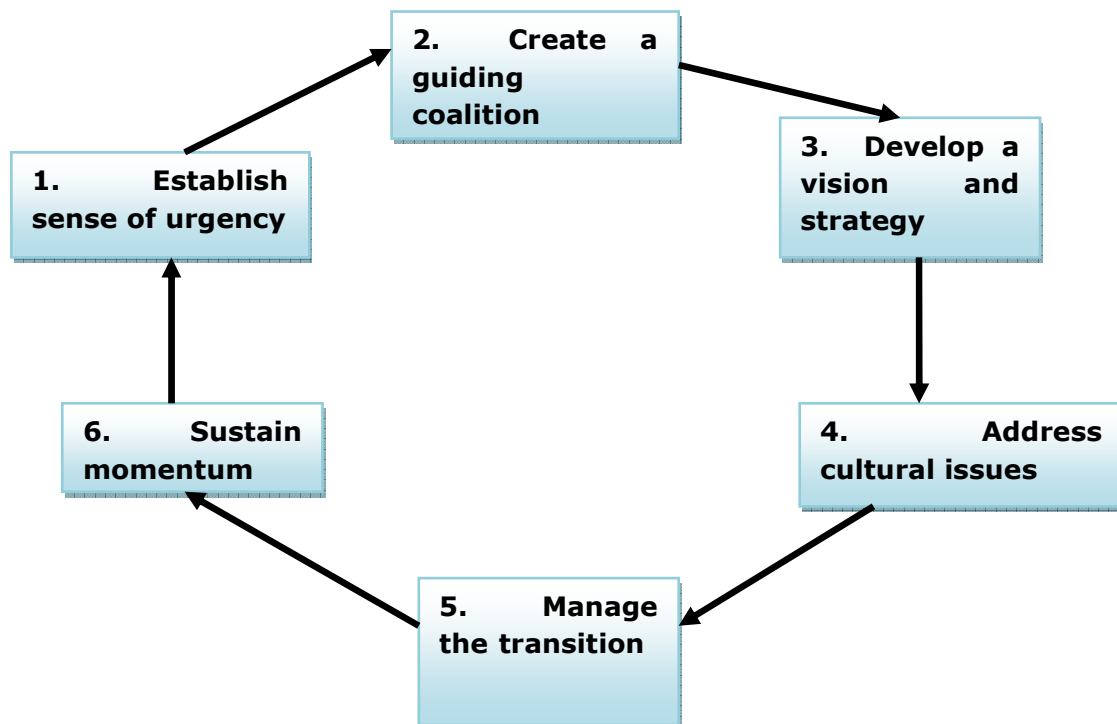 1. Establish
sense of urgency
2. Create a
guiding
coalition
3. Develop a
vision and
strategy
4. Address
cultural issues
5. Manage
the transition
6. Sustain
momentum